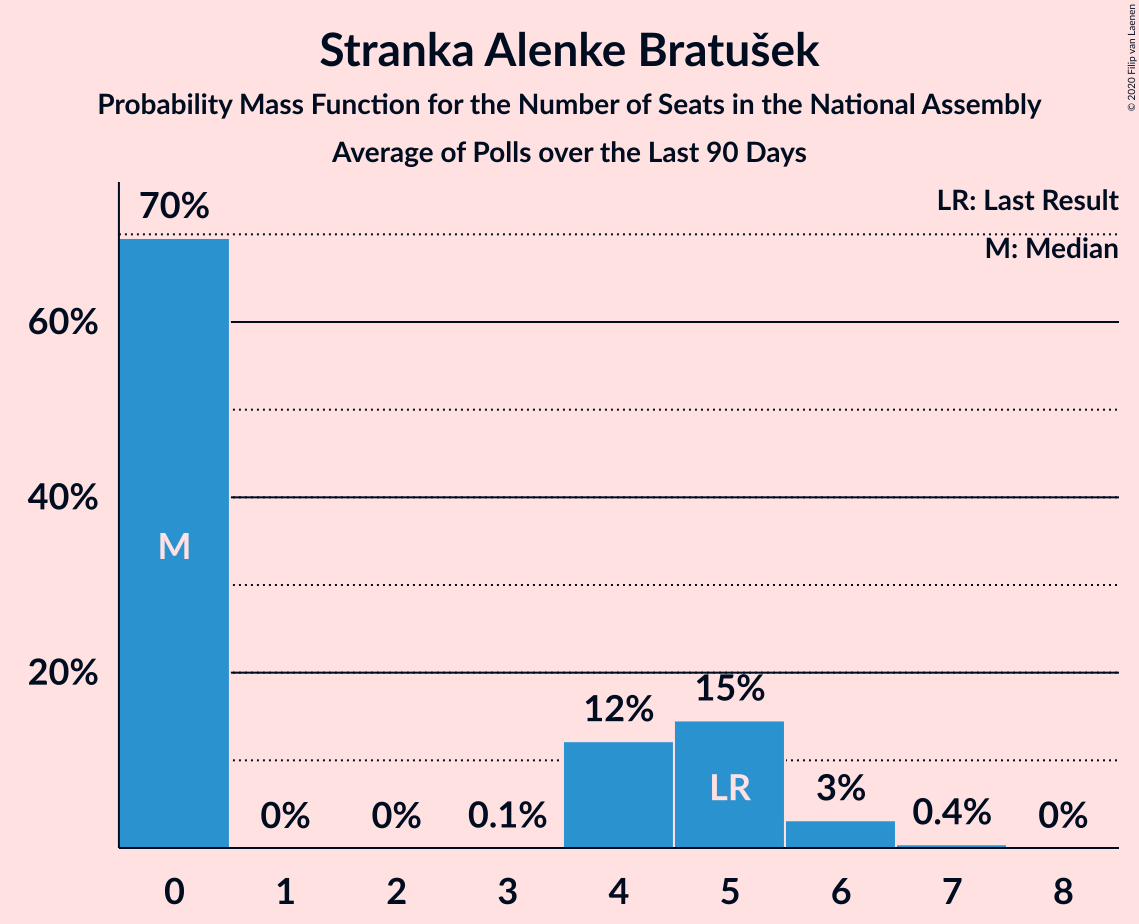 Stranka Alenke Bratušek
Probability Mass Function for the Number of Seats in the National Assembly
Average of Polls over the Last 90 Days
© 2020 Filip van Laenen
LR: Last Result
M: Median
70%
60%
40%
20%
M
0%
0%
0.1%
12%
15%
LR
3%
0.4%
0%
0 1 2 3 4 5 6 7 8